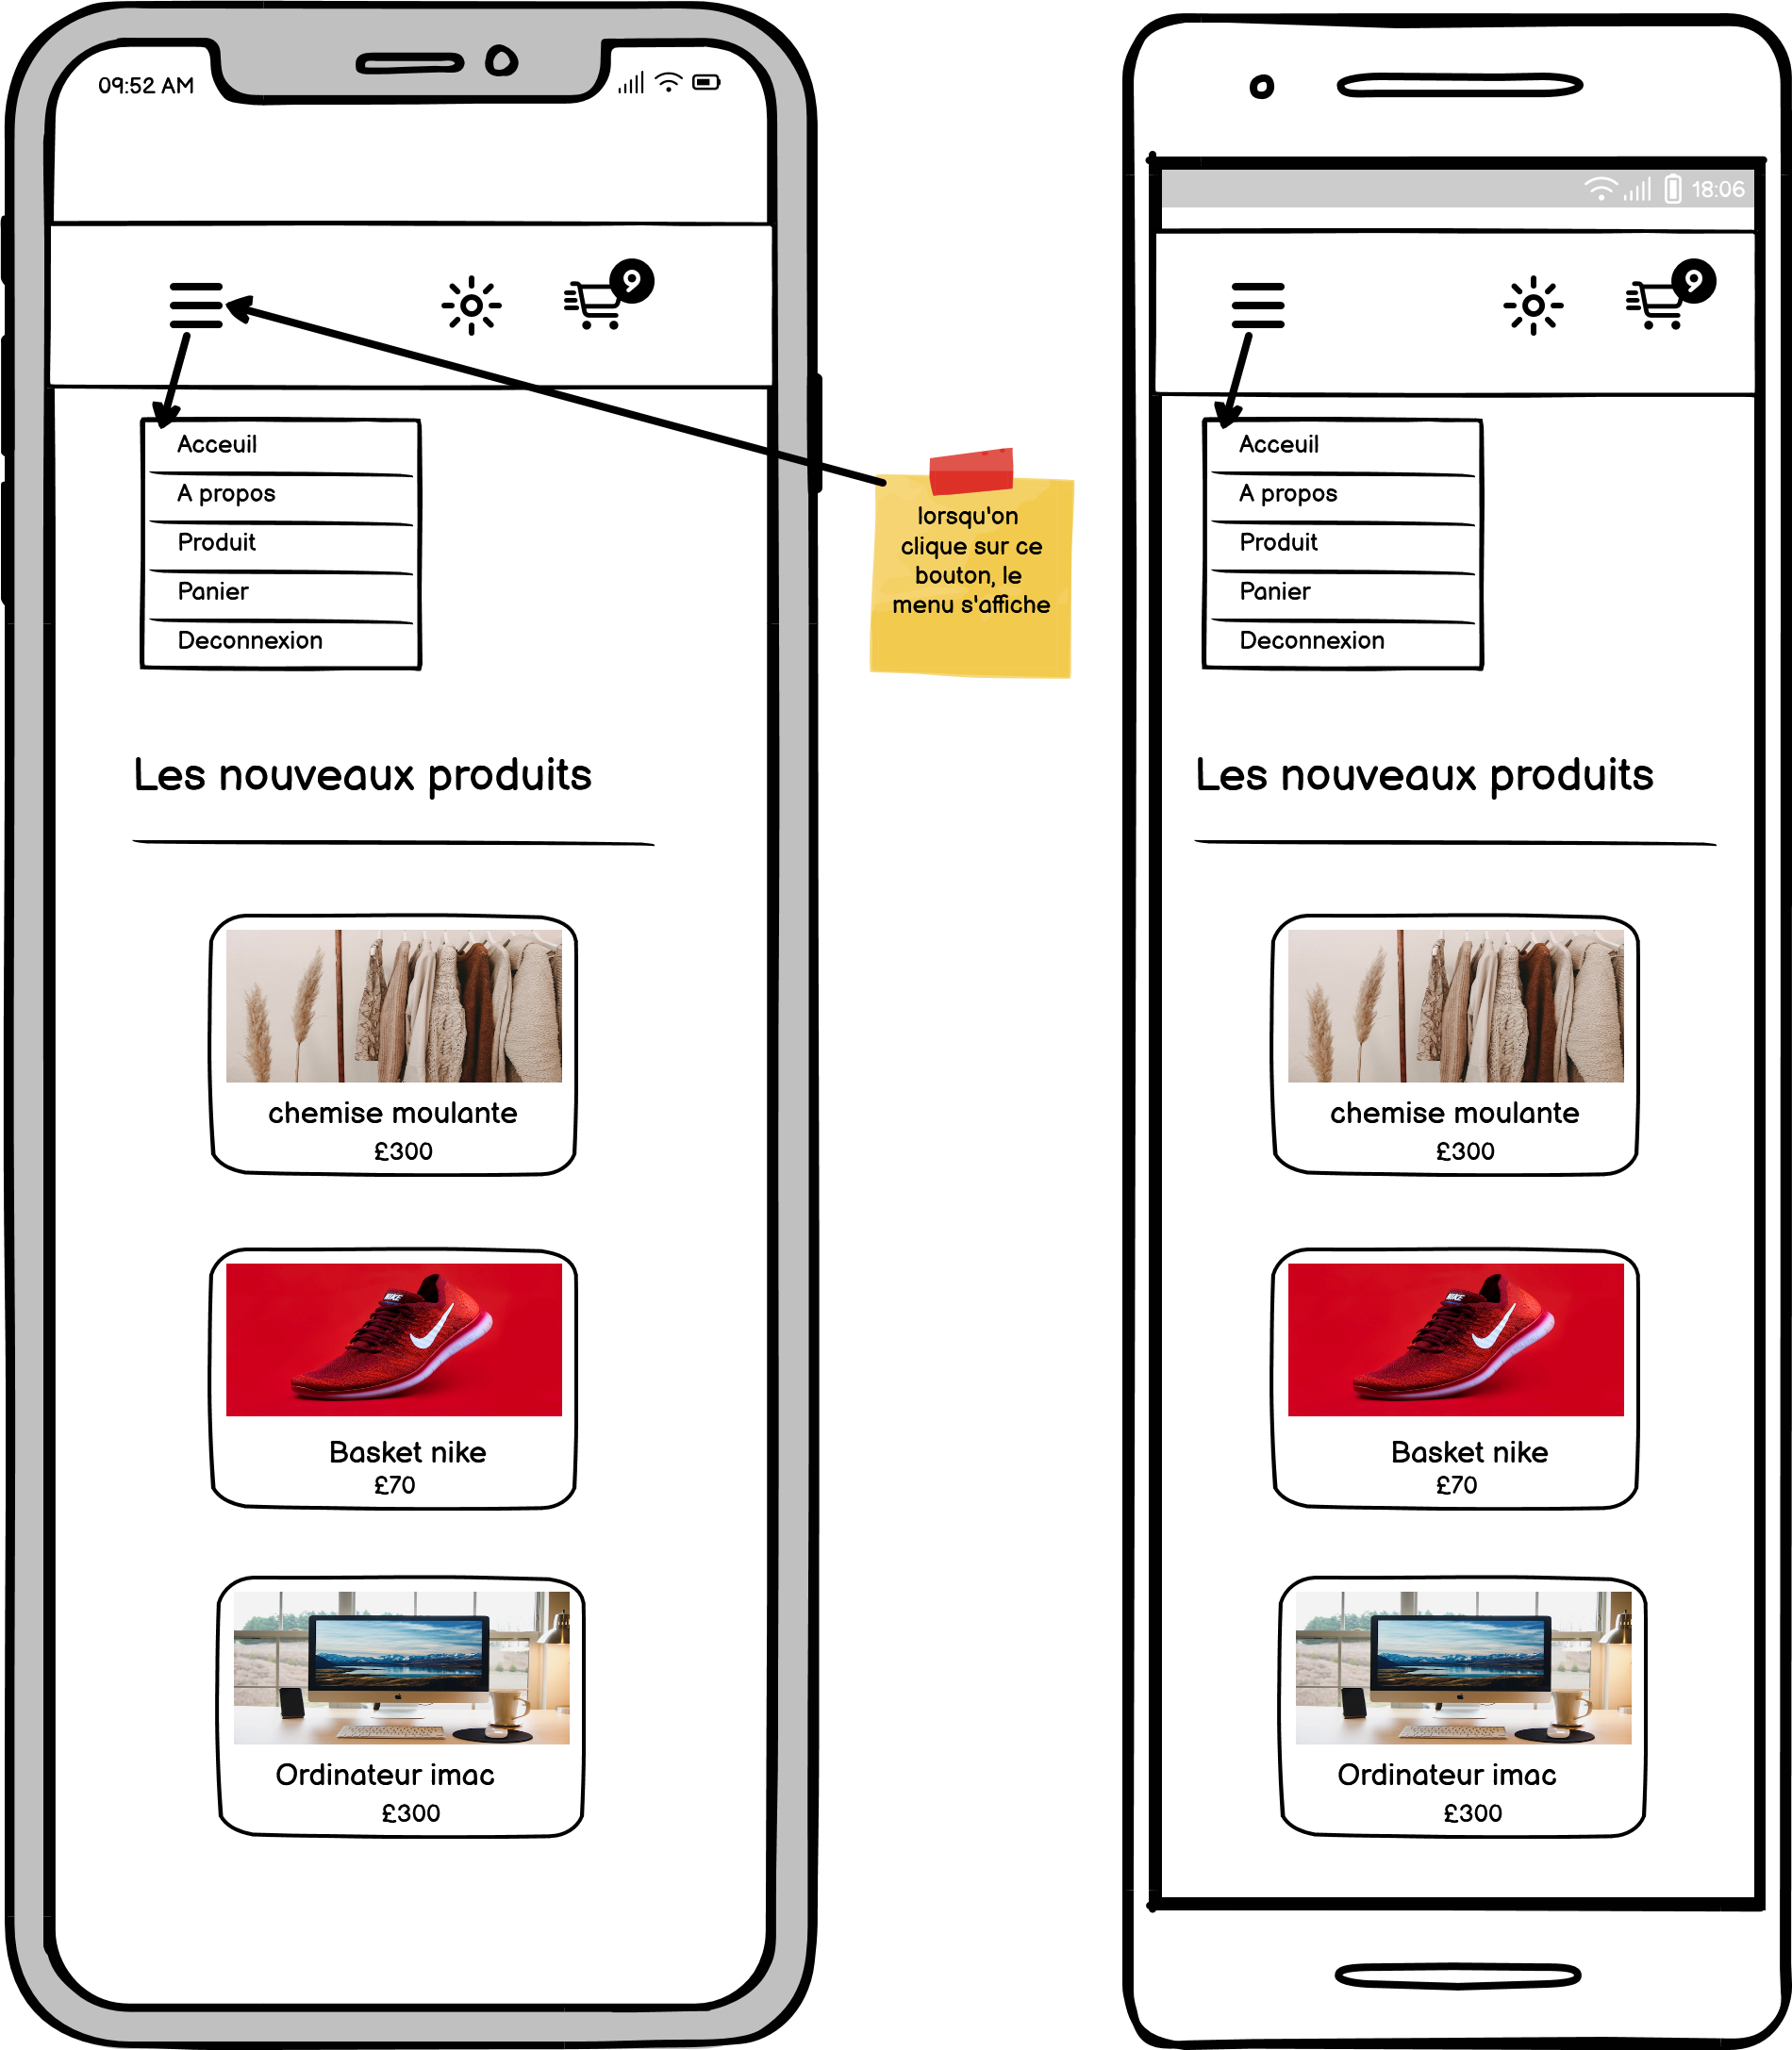 09:52 AM
9
Acceuil
A propos
Produit
Panier
Deconnexion
Les nouveaux produits
chemise moulante
£300
NIKE
Basket nike
£70
Ordinateur imac
£300
lorsqu'on
clique sur ce
bouton, le
menu s'affiche
18:06
9
Acceuil
A propos
Produit
Panier
Deconnexion
Les nouveaux produits
chemise moulante
£300
NIKE
Basket nike
£70
Ordinateur imac
£300